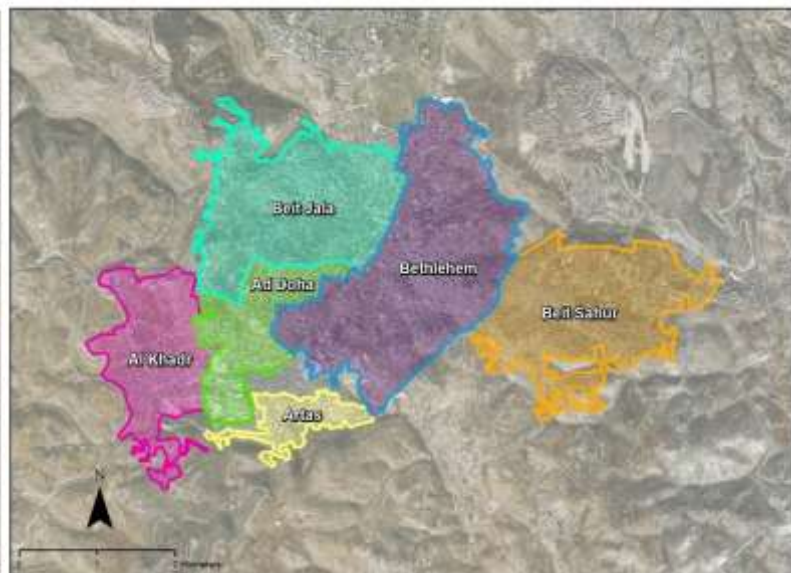 Beit Jala
Ad Doha
Bethlehem
Beit Sahur
Al Khadr
Artas
N